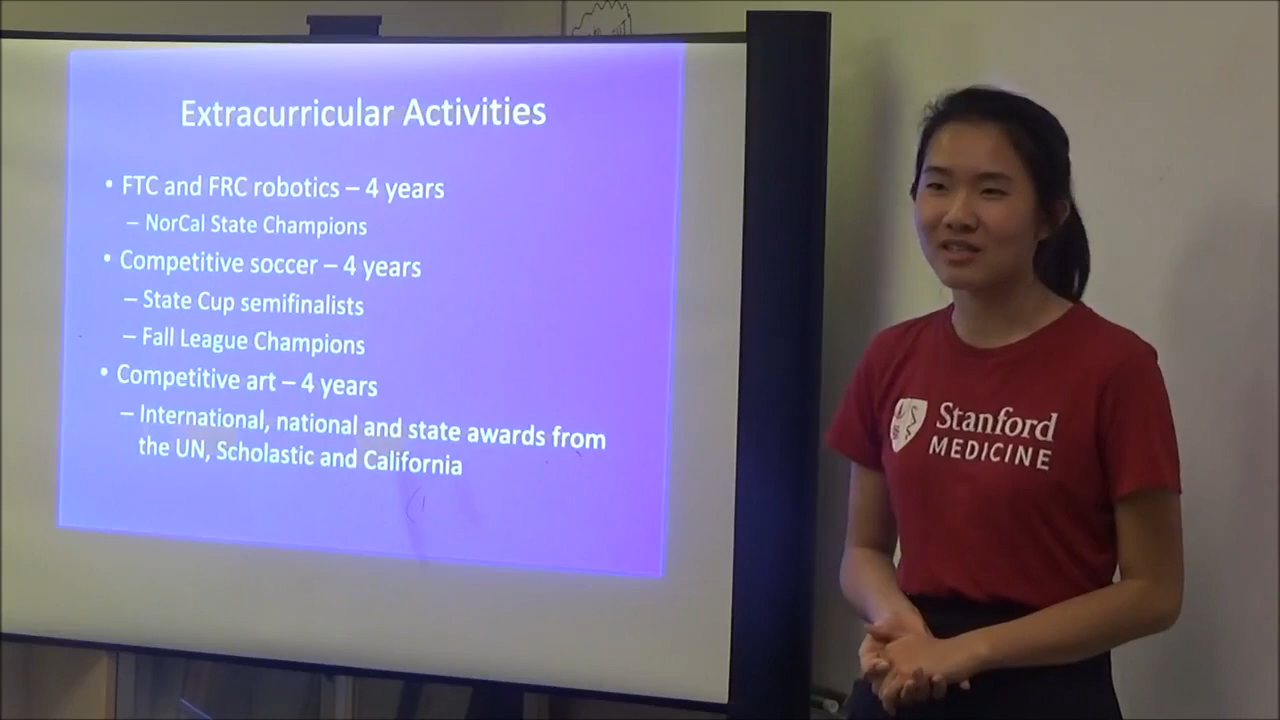 Extracurricular Activities
• FTC and FRC robotics – 4 years
– NorCal State Champions
• Competitive soccer – 4 years
– State Cup semifinalists
– Fall League Champions
• Competitive art – 4 years
– International, national and state awards from
the UN, Scholastic and California
Stanford
MEDICINE